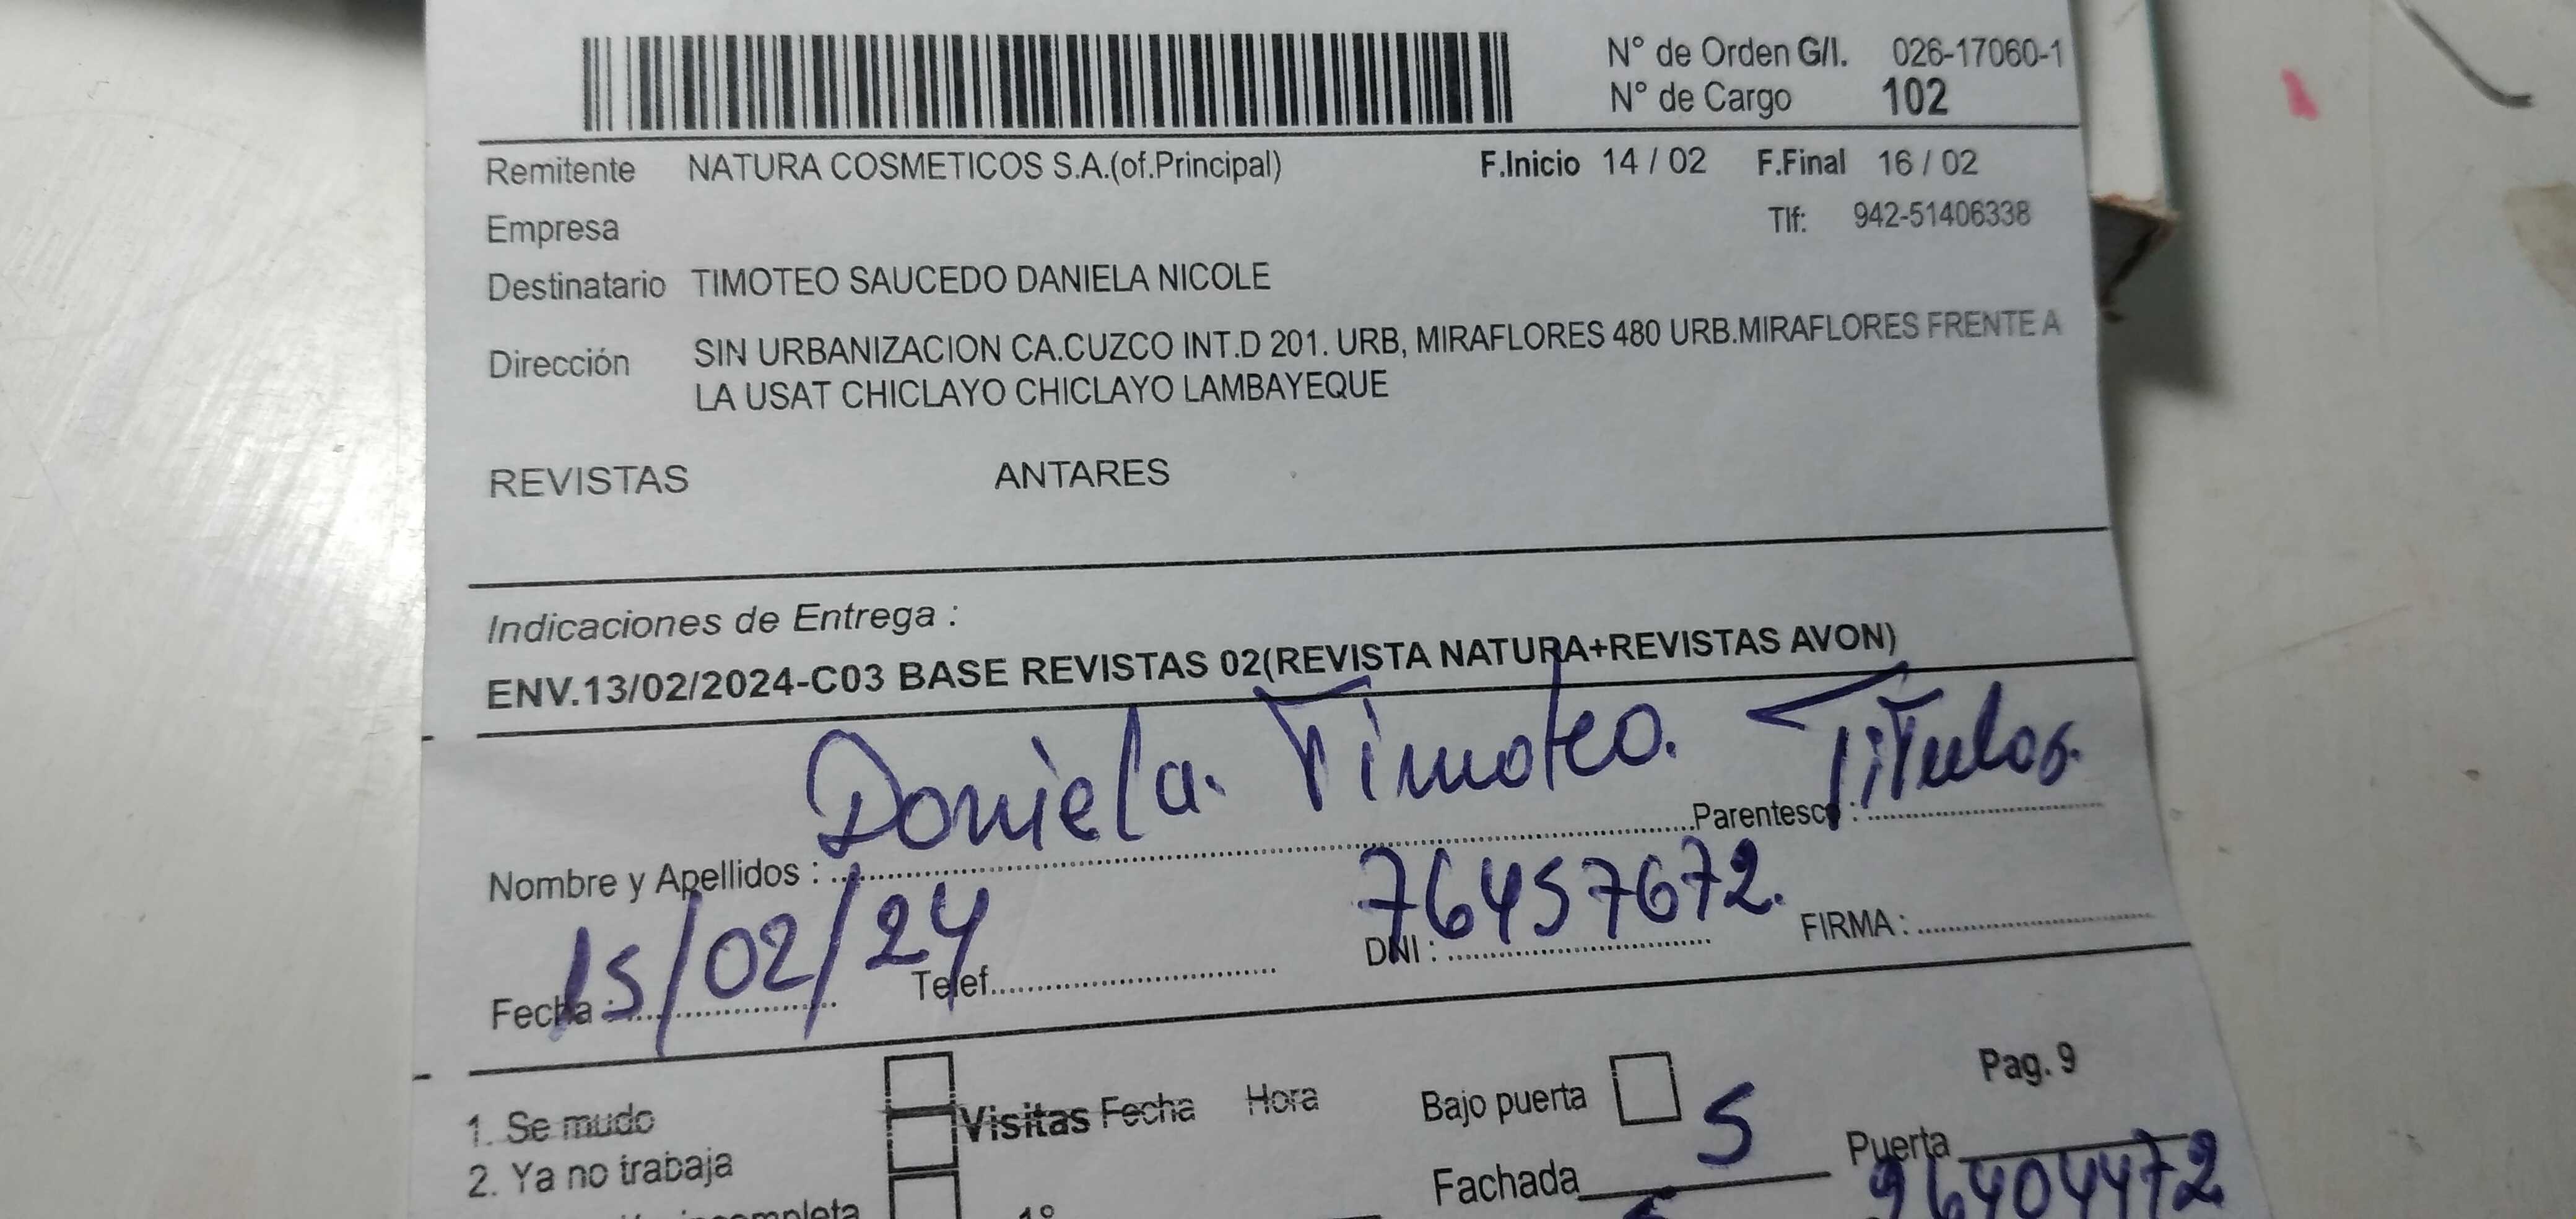 N° de Orden G/I. 026-17060-1
N° de Cargo 102
Remitente NATURA COSMETICOS S.A.(of.Principal) F.Inicio 14 / 02 F.Final 16 / 02
Empresa Tlf: 942-51406338
Destinatario TIMOTEO SAUCEDO DANIELA NICOLE
Dirección SIN URBANIZACION CA.CUZCO INT.D 201. URB, MIRAFLORES 480 URB.MIRAFLORES FRENTE A
LA USAT CHICLAYO CHICLAYO LAMBAYEQUE
REVISTAS ANTARES
Indicaciones de Entrega :
ENV.13/02/2024-C03 BASE REVISTAS 02(REVISTA NATURA+REVISTAS AVON)
Nombre y Apellidos : Daniela. Timoteo. Parentesco : Titular.
Fecha : 15/02/24 Telef. DNI : 76457672. FIRMA :
Pag. 9
1. Se mudo Visitas Fecha Hora Bajo puerta
2. Ya no trabaja Fachada S Puerta
1° 96404472